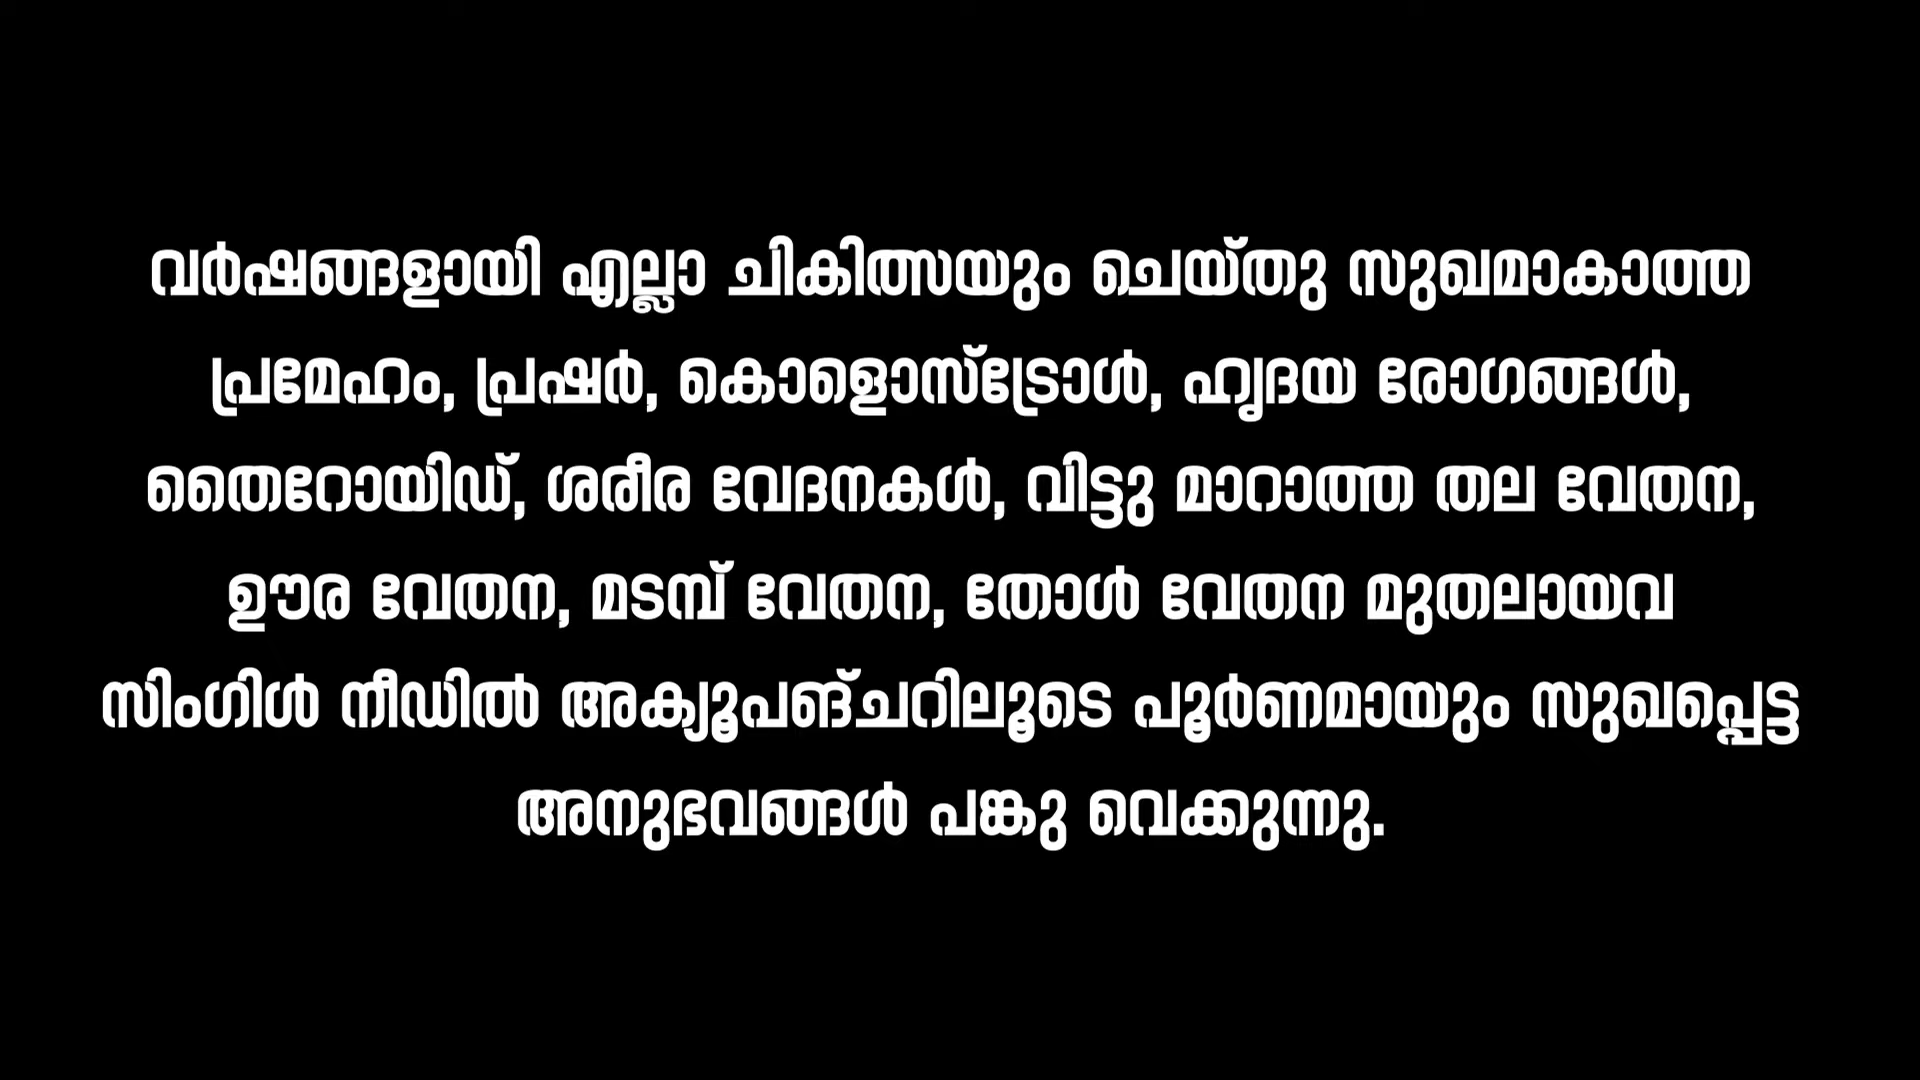 വർഷങ്ങളായി എല്ലാ ചികിത്സയും ചെയ്തു സുഖമാകാത്ത
പ്രമേഹം, പ്രഷർ, കൊളൊസ്ട്രോൾ, ഹൃദയ രോഗങ്ങൾ,
തൈറോയിഡ്, ശരീര വേദനകൾ, വിട്ടു മാറാത്ത തല വേതന,
ഊര വേതന, മടമ്പ് വേതന, തോൾ വേതന മുതലായവ
സിംഗിൾ നീഡിൽ അക്യൂപങ്ചറിലൂടെ പൂർണമായും സുഖപ്പെട്ട
അനുഭവങ്ങൾ പങ്കു വെക്കുന്നു.